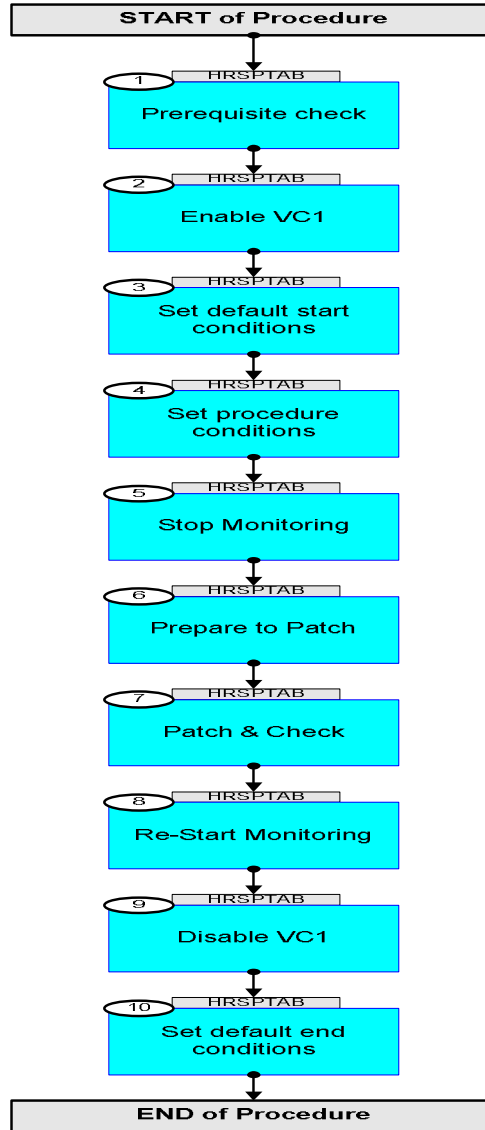 START of Procedure
HRSPTAB
1
Prerequisite check
HRSPTAB
2
Enable VC1
HRSPTAB
3
Set default start
conditions
HRSPTAB
4
Set procedure
conditions
HRSPTAB
5
Stop Monitoring
HRSPTAB
6
Prepare to Patch
HRSPTAB
7
Patch & Check
HRSPTAB
8
Re-Start Monitoring
HRSPTAB
9
Disable VC1
HRSPTAB
10
Set default end
conditions
END of Procedure